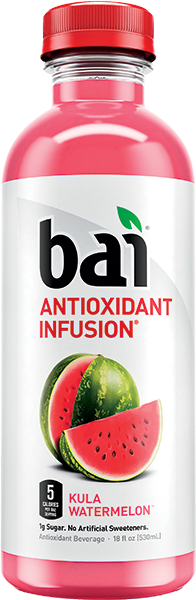 bai
ANTIOXIDANT
INFUSION®
5
CALORIES
PER BAI
SERVING
KULA
WATERMELON™
1g Sugar. No Artificial Sweeteners.
Antioxidant Beverage · 18 fl oz (530mL)